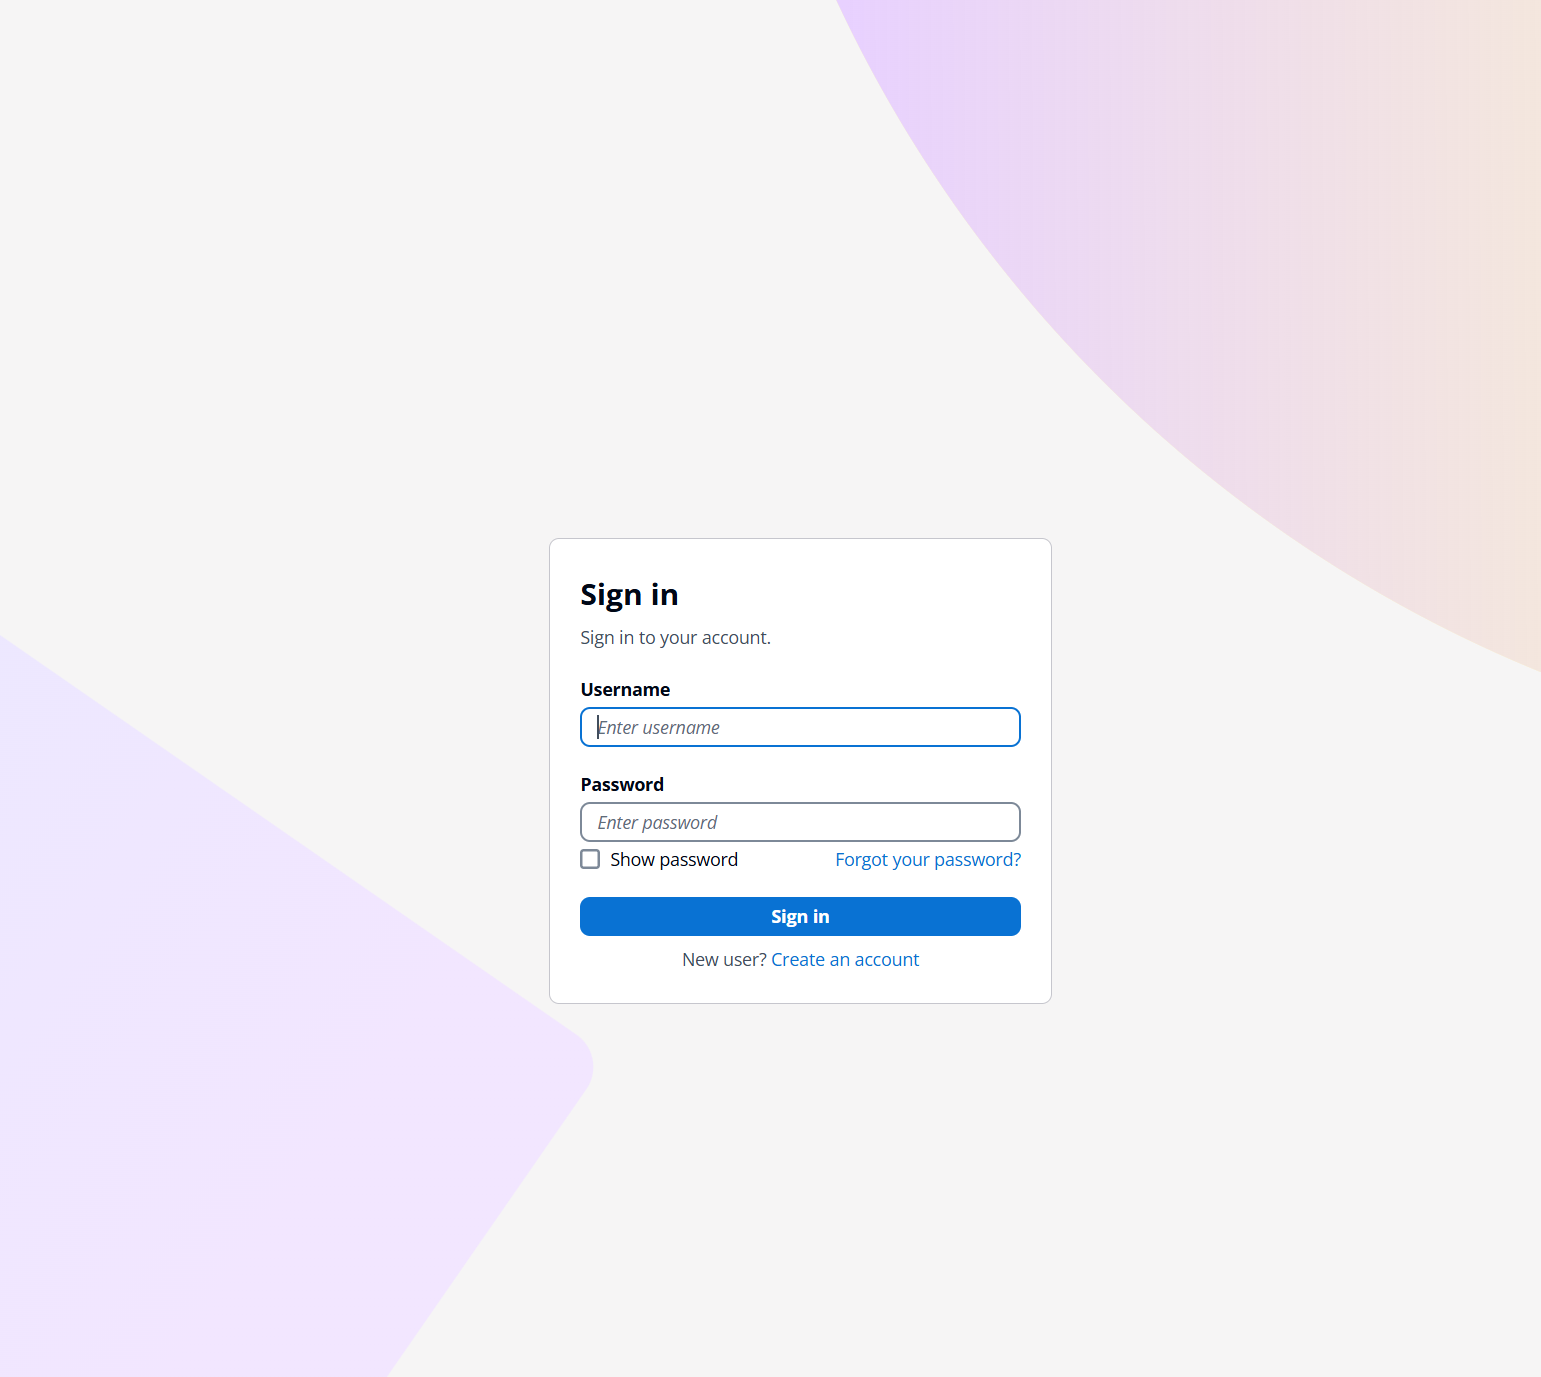 Sign in
Sign in to your account.
Username
Enter username
Password
Enter password
Show password Forgot your password?
Sign in
New user? Create an account